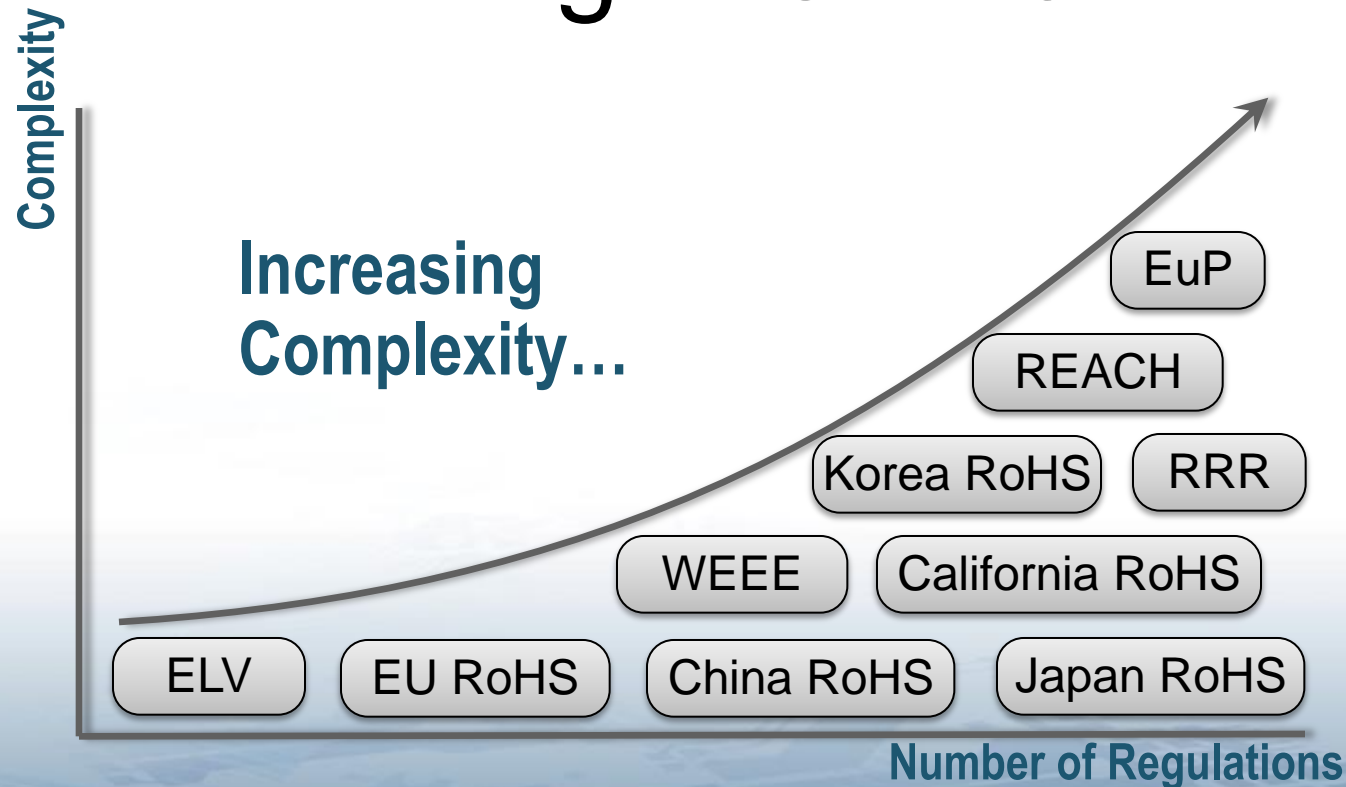 Complexity
Increasing
Complexity…
EuP
REACH
Korea RoHS
RRR
WEEE
California RoHS
ELV
EU RoHS
China RoHS
Japan RoHS
Number of Regulations